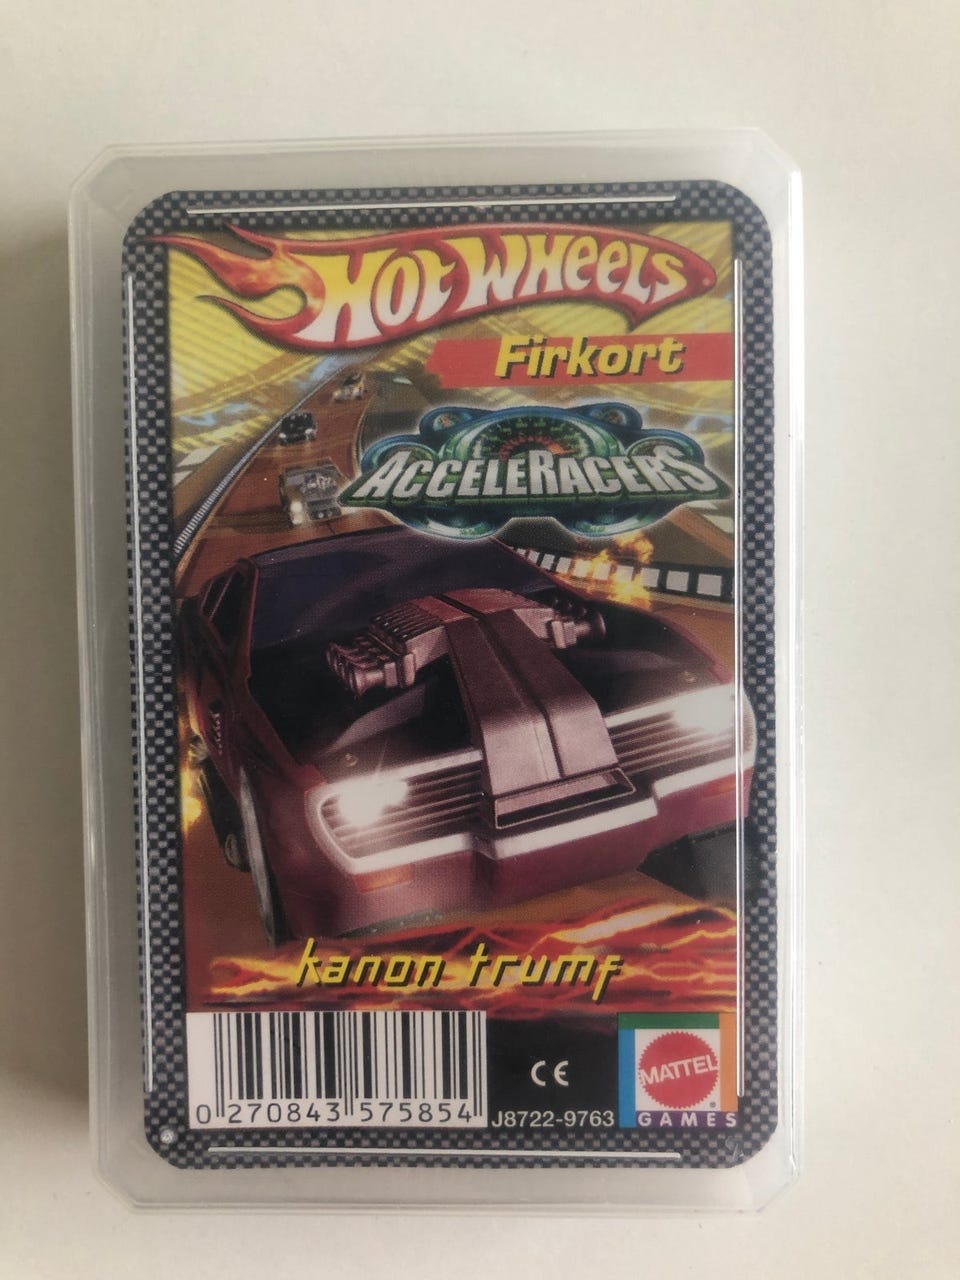 HOT WHEELS
Firkort
ACCELERACERS
kanon trumf
0 270843 575854
CE
J8722-9763
MATTEL
®
GAMES